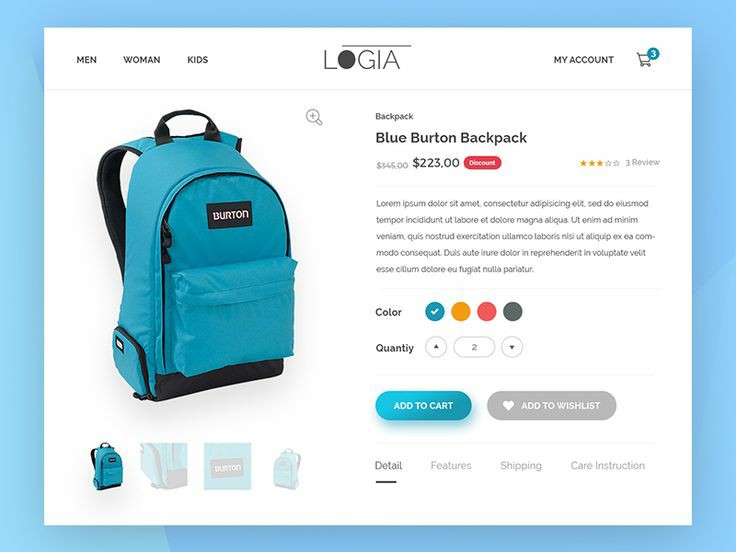 MEN WOMAN KIDS LOGIA MY ACCOUNT 3
Backpack
Blue Burton Backpack
$345,00 $223,00 Discount 3 Review
BURTON
Lorem ipsum dolor sit amet, consectetur adipisicing elit, sed do eiusmod
tempor incididunt ut labore et dolore magna aliqua. Ut enim ad minim
veniam, quis nostrud exercitation ullamco laboris nisi ut aliquip ex ea com-
modo consequat. Duis aute irure dolor in reprehenderit in voluptate velit
esse cillum dolore eu fugiat nulla pariatur.
Color
Quantiy 2
ADD TO CART ADD TO WISHLIST
BURTON
Detail Features Shipping Care Instruction